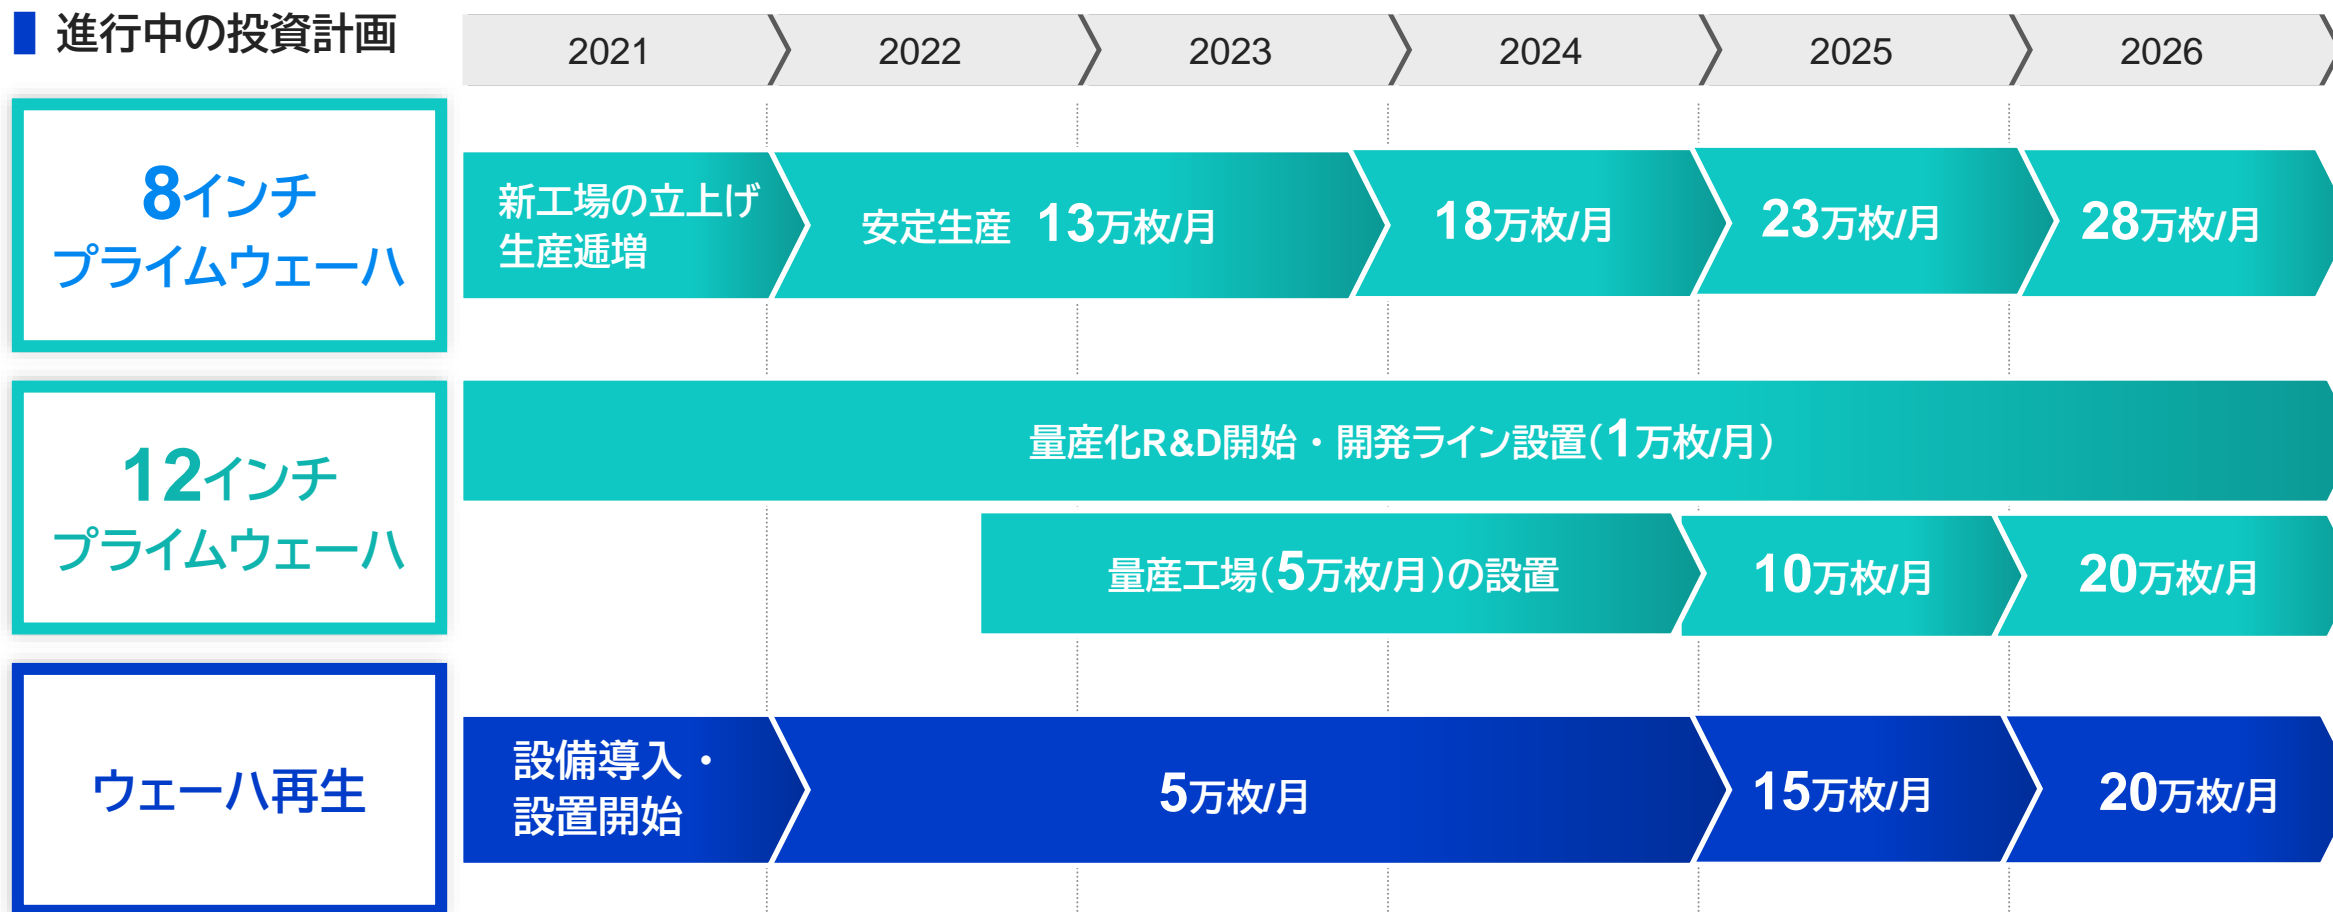 進行中の投資計画
2021
2022
2023
2024
2025
2026
8インチ
プライムウェーハ
新工場の立上げ
生産逓増
安定生産 13万枚/月
18万枚/月
23万枚/月
28万枚/月
12インチ
プライムウェーハ
量産化R&D開始・開発ライン設置(1万枚/月)
量産工場(5万枚/月)の設置
10万枚/月
20万枚/月
ウェーハ再生
設備導入・
設置開始
5万枚/月
15万枚/月
20万枚/月